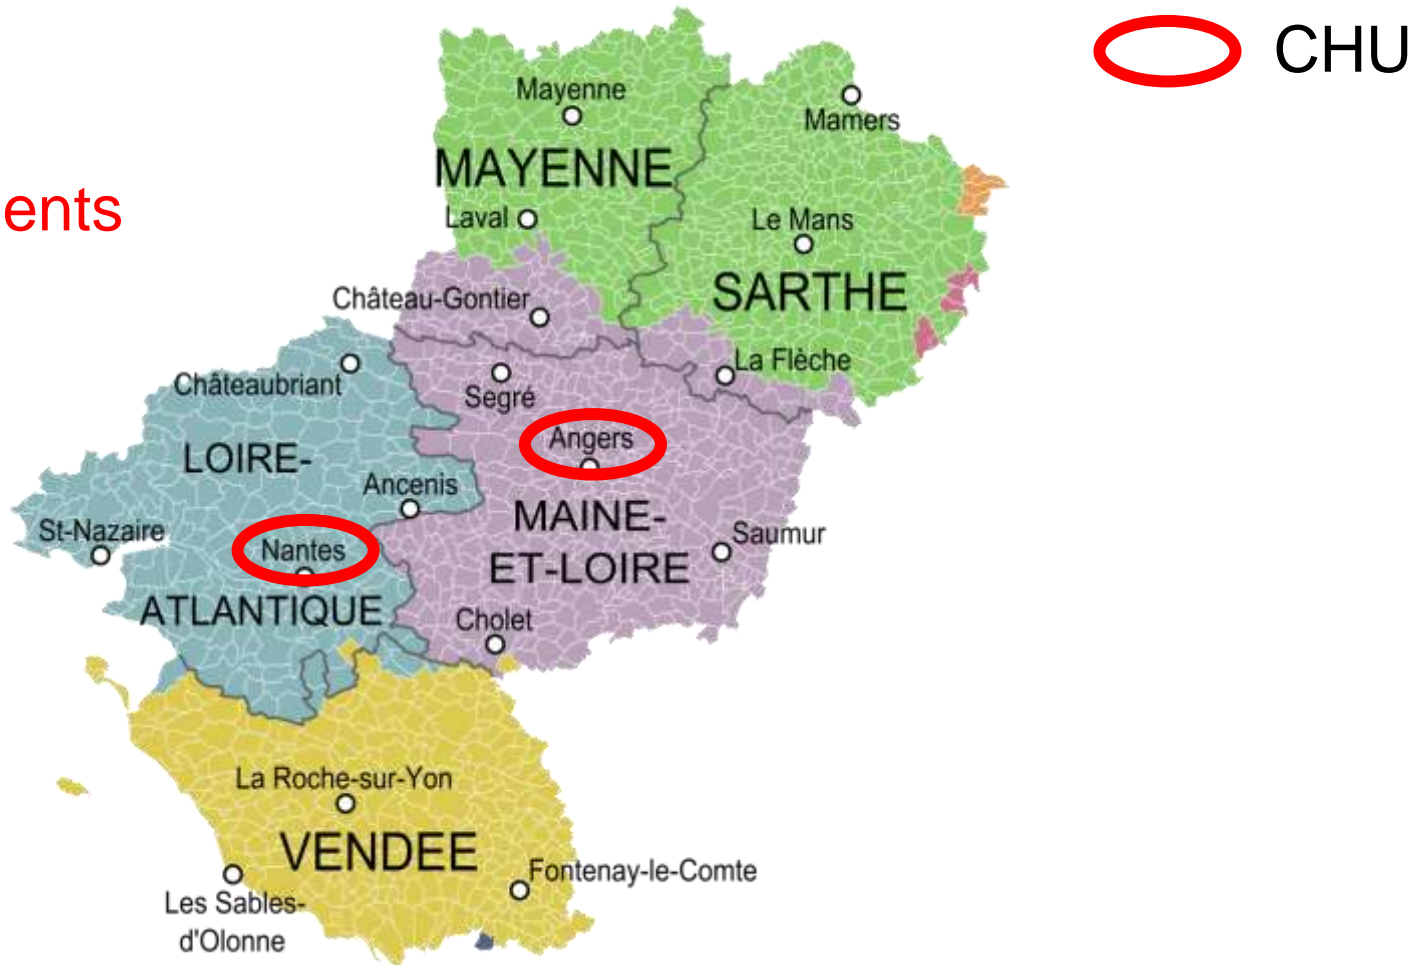 CHU
Mayenne
Mamers
MAYENNE
ents
Laval
Le Mans
SARTHE
Château-Gontier
La Flèche
Châteaubriant
Segré
Angers
LOIRE-
Ancenis
MAINE-
St-Nazaire
Saumur
Nantes
ET-LOIRE
ATLANTIQUE
Cholet
La Roche-sur-Yon
VENDEE
Fontenay-le-Comte
Les Sables-
d'Olonne